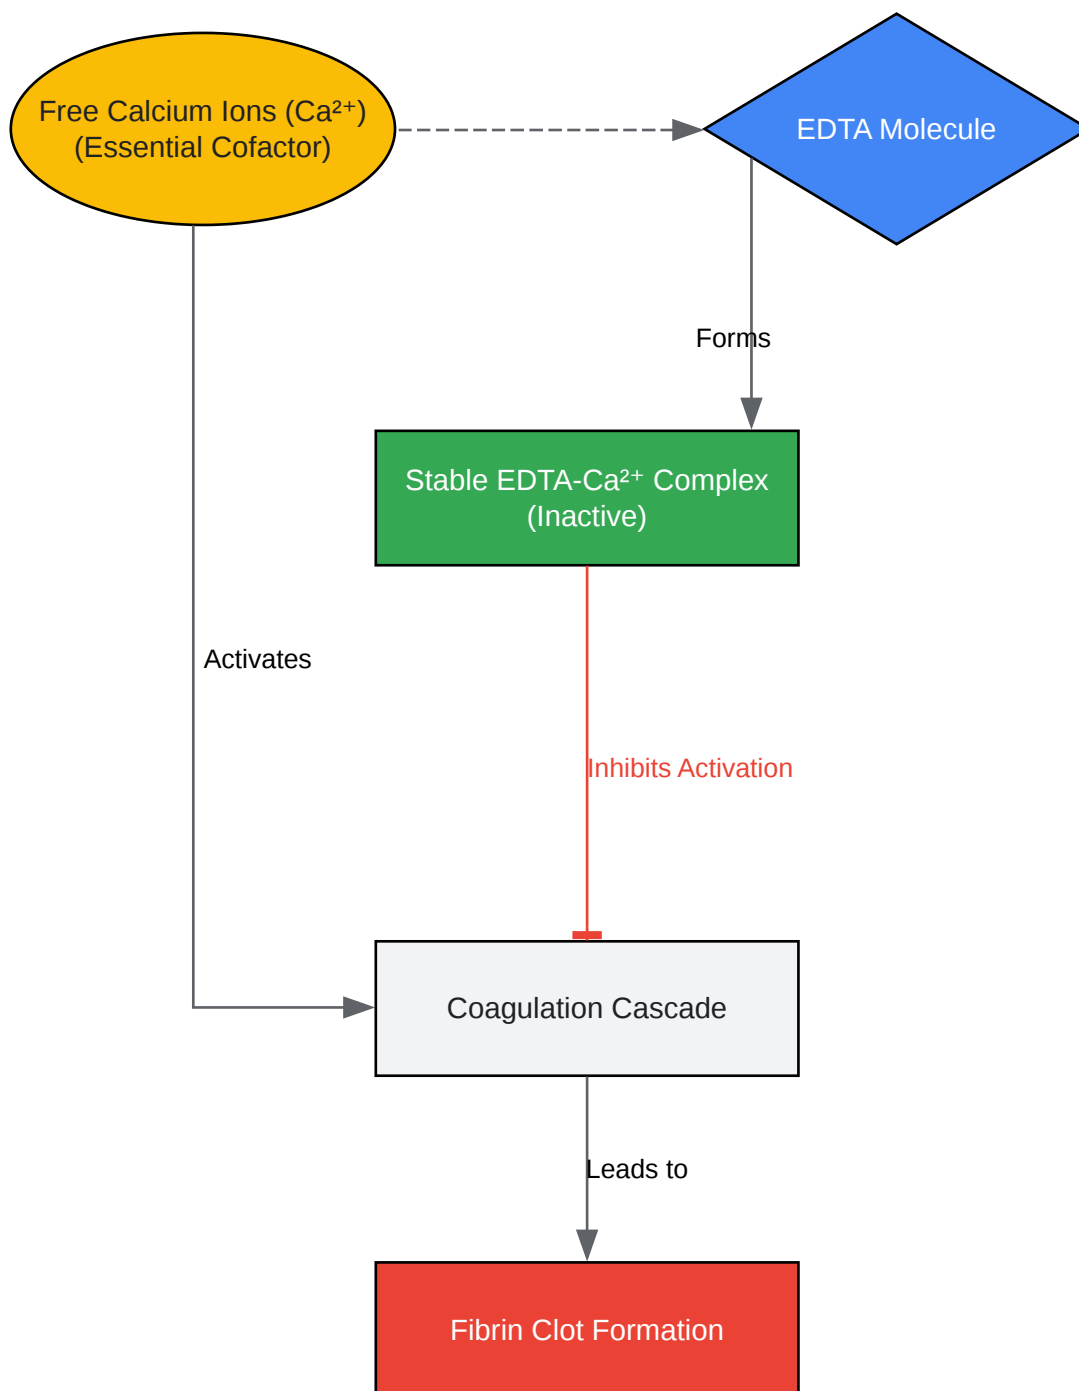 Free Calcium Ions (Ca²⁺)
(Essential Cofactor)
EDTA Molecule
Forms
Stable EDTA-Ca²⁺ Complex
(Inactive)
Activates
Inhibits Activation
Coagulation Cascade
Leads to
Fibrin Clot Formation